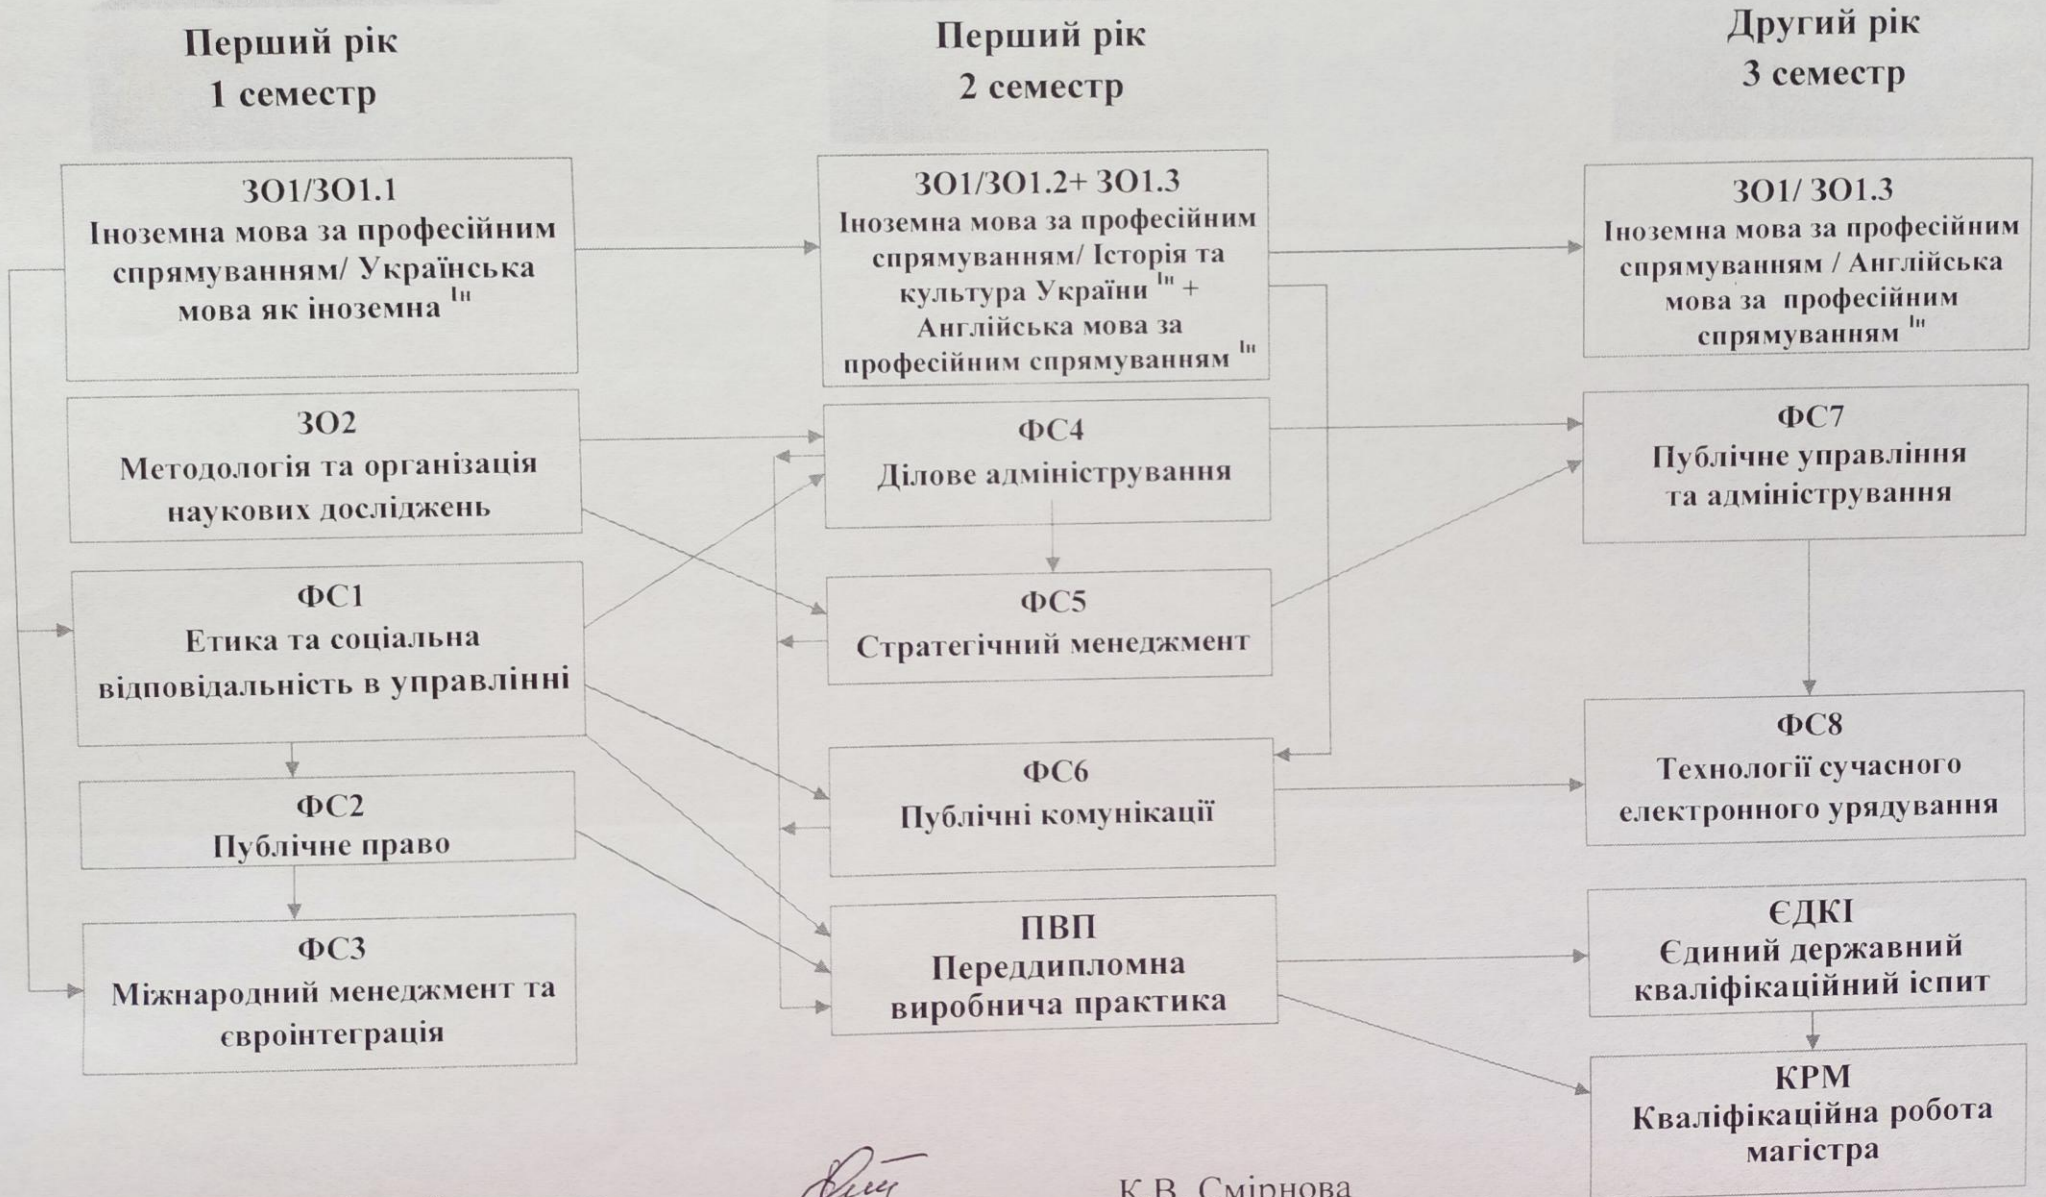 Перший рік
1 семестр
Перший рік
2 семестр
Другий рік
3 семестр
ЗО1/ЗО1.1
Іноземна мова за професійним
спрямуванням/ Українська
мова як іноземна Ін
ЗО2
Методологія та організація
наукових досліджень
ФС1
Етика та соціальна
відповідальність в управлінні
ФС2
Публічне право
ФС3
Міжнародний менеджмент та
євроінтеграція
ЗО1/ЗО1.2+ ЗО1.3
Іноземна мова за професійним
спрямуванням/ Історія та
культура України Ін +
Англійська мова за
професійним спрямуванням Ін
ФС4
Ділове адміністрування
ФС5
Стратегічний менеджмент
ФС6
Публічні комунікації
ПВП
Переддипломна
виробнича практика
ЗО1/ ЗО1.3
Іноземна мова за професійним
спрямуванням / Англійська
мова за професійним
спрямуванням Ін
ФС7
Публічне управління
та адміністрування
ФС8
Технології сучасного
електронного урядування
ЄДКІ
Єдиний державний
кваліфікаційний іспит
КРМ
Кваліфікаційна робота
магістра
К.В. Смірнова